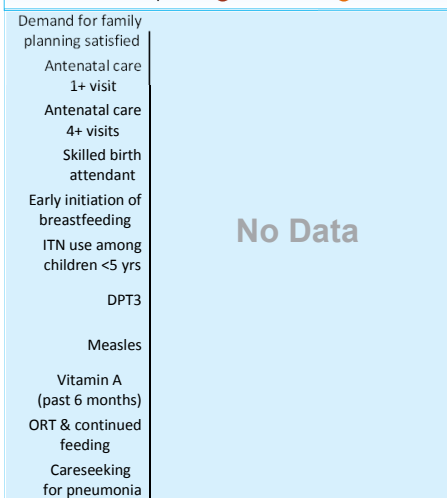 Demand for family
planning satisfied
Antenatal care
1+ visit
Antenatal care
4+ visits
Skilled birth
attendant
Early initiation of
breastfeeding
ITN use among
children <5 yrs
DPT3
Measles
Vitamin A
(past 6 months)
ORT & continued
feeding
Careseeking
for pneumonia
No Data